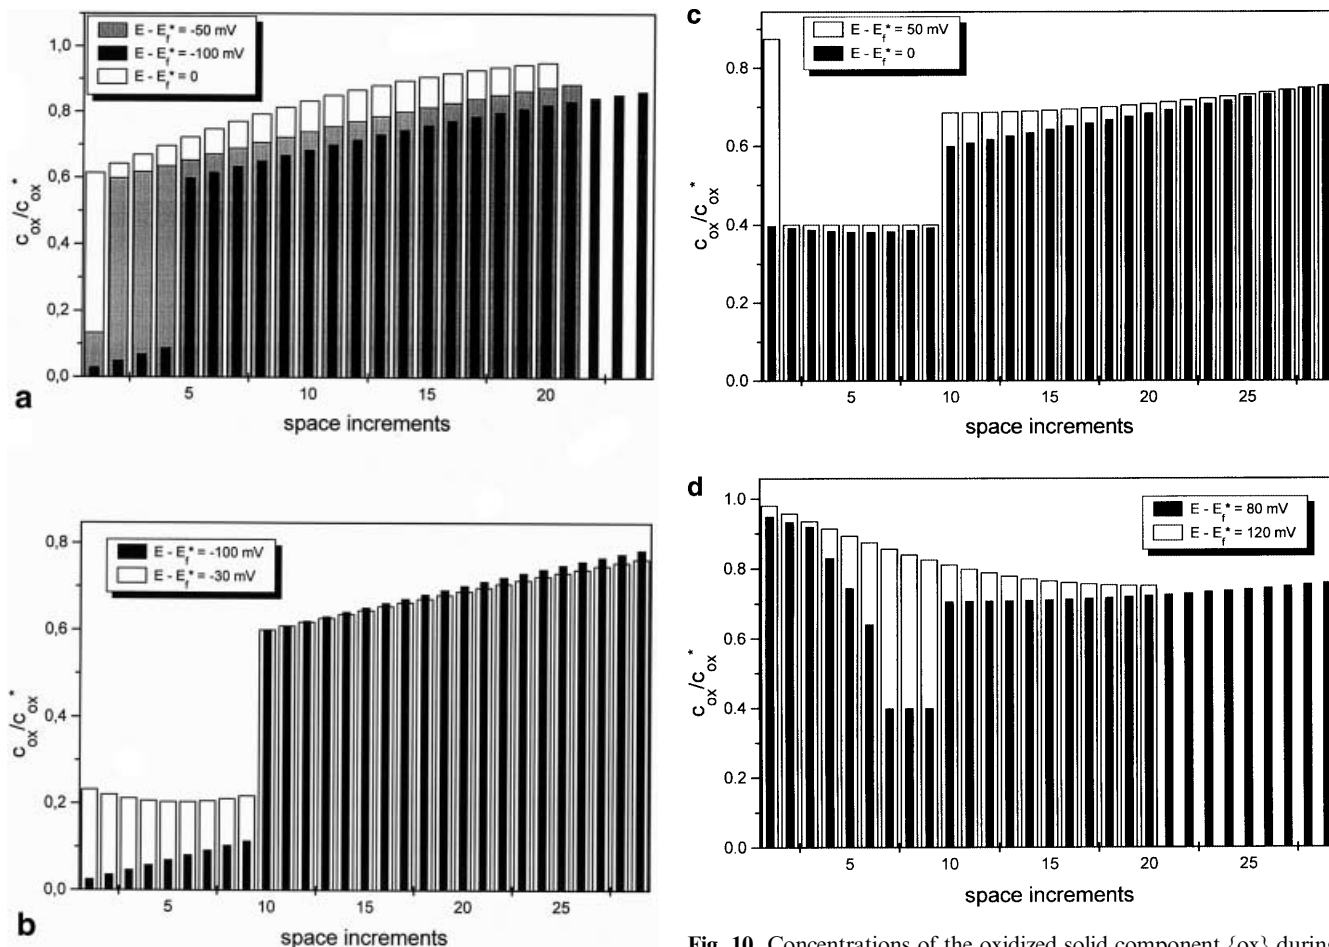 E - E_f* = -50 mV
E - E_f* = -100 mV
E - E_f* = 0
1,0
0,8
0,6
0,4
0,2
0,0
c_ox/c_ox*
5
10
15
20
space increments
a
E - E_f* = -100 mV
E - E_f* = -30 mV
0,8
0,6
0,4
0,2
0,0
c_ox/c_ox*
5
10
15
20
25
space increments
b
c
E - E_f* = 50 mV
E - E_f* = 0
0.8
0.6
0.4
0.2
0.0
c_ox/c_ox*
5
10
15
20
25
space increments
d
E - E_f* = 80 mV
E - E_f* = 120 mV
1.0
0.8
0.6
0.4
0.2
0.0
c_ox/c_ox*
5
10
15
20
25
space increments
Fig. 10 Concentrations of the oxidized solid component {ox} during